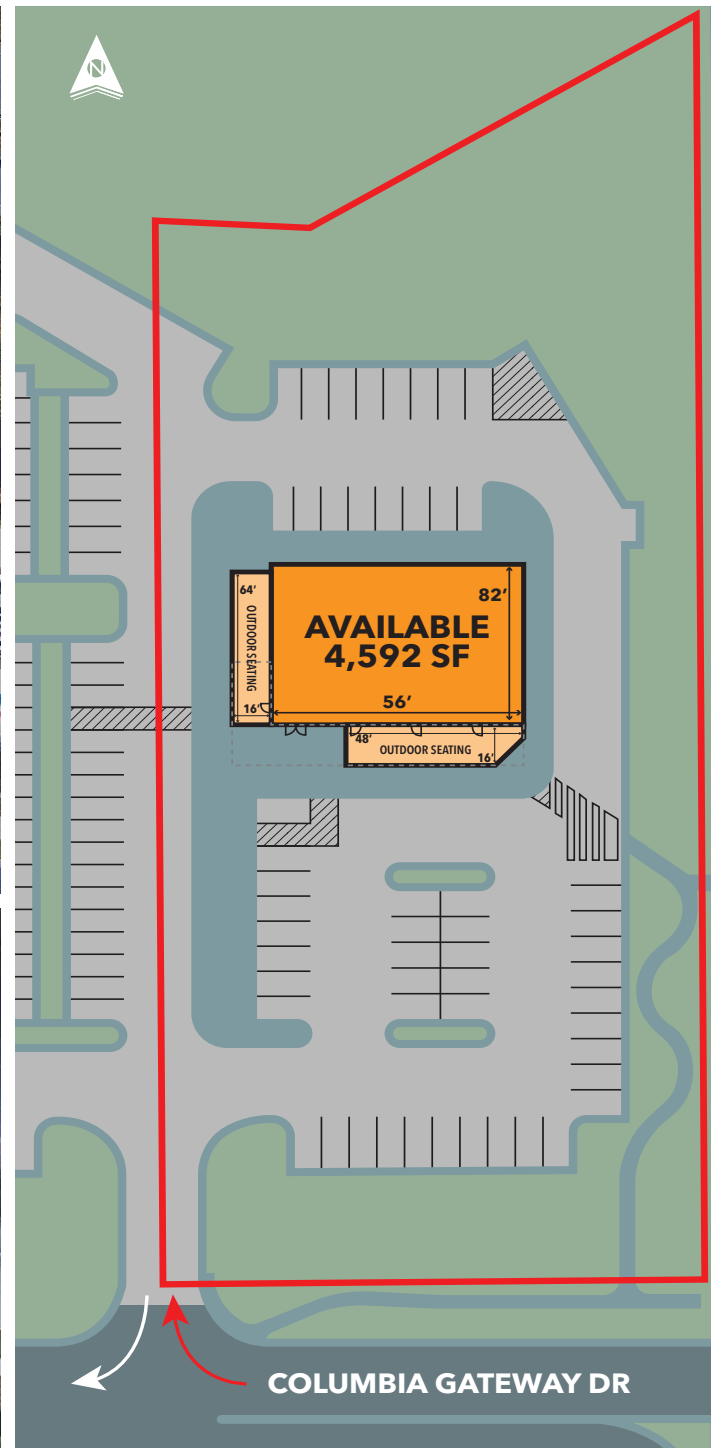 N
64’
OUTDOOR SEATING
16’
AVAILABLE
4,592 SF
82’
56’
48’
OUTDOOR SEATING
16’
COLUMBIA GATEWAY DR